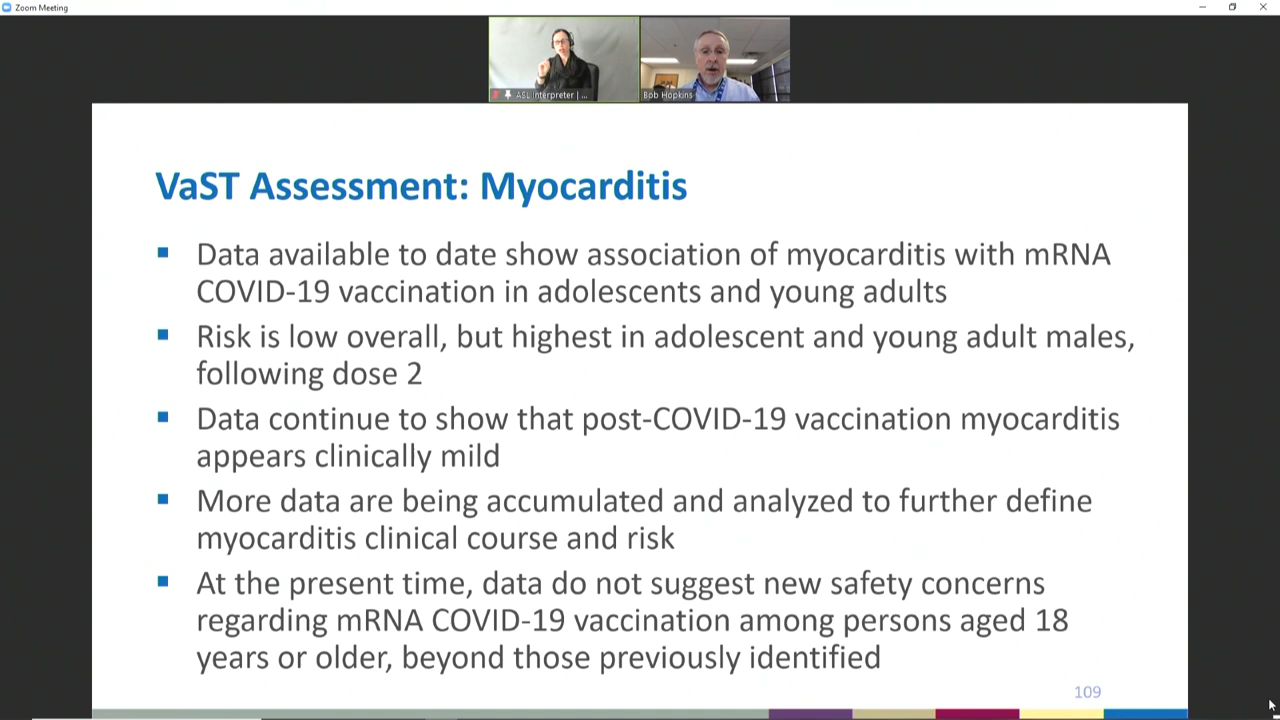 Zoom Meeting
ASL Interpreter | ...
Bob Hopkins
VaST Assessment: Myocarditis
Data available to date show association of myocarditis with mRNA
COVID-19 vaccination in adolescents and young adults
Risk is low overall, but highest in adolescent and young adult males,
following dose 2
Data continue to show that post-COVID-19 vaccination myocarditis
appears clinically mild
More data are being accumulated and analyzed to further define
myocarditis clinical course and risk
At the present time, data do not suggest new safety concerns
regarding mRNA COVID-19 vaccination among persons aged 18
years or older, beyond those previously identified
109